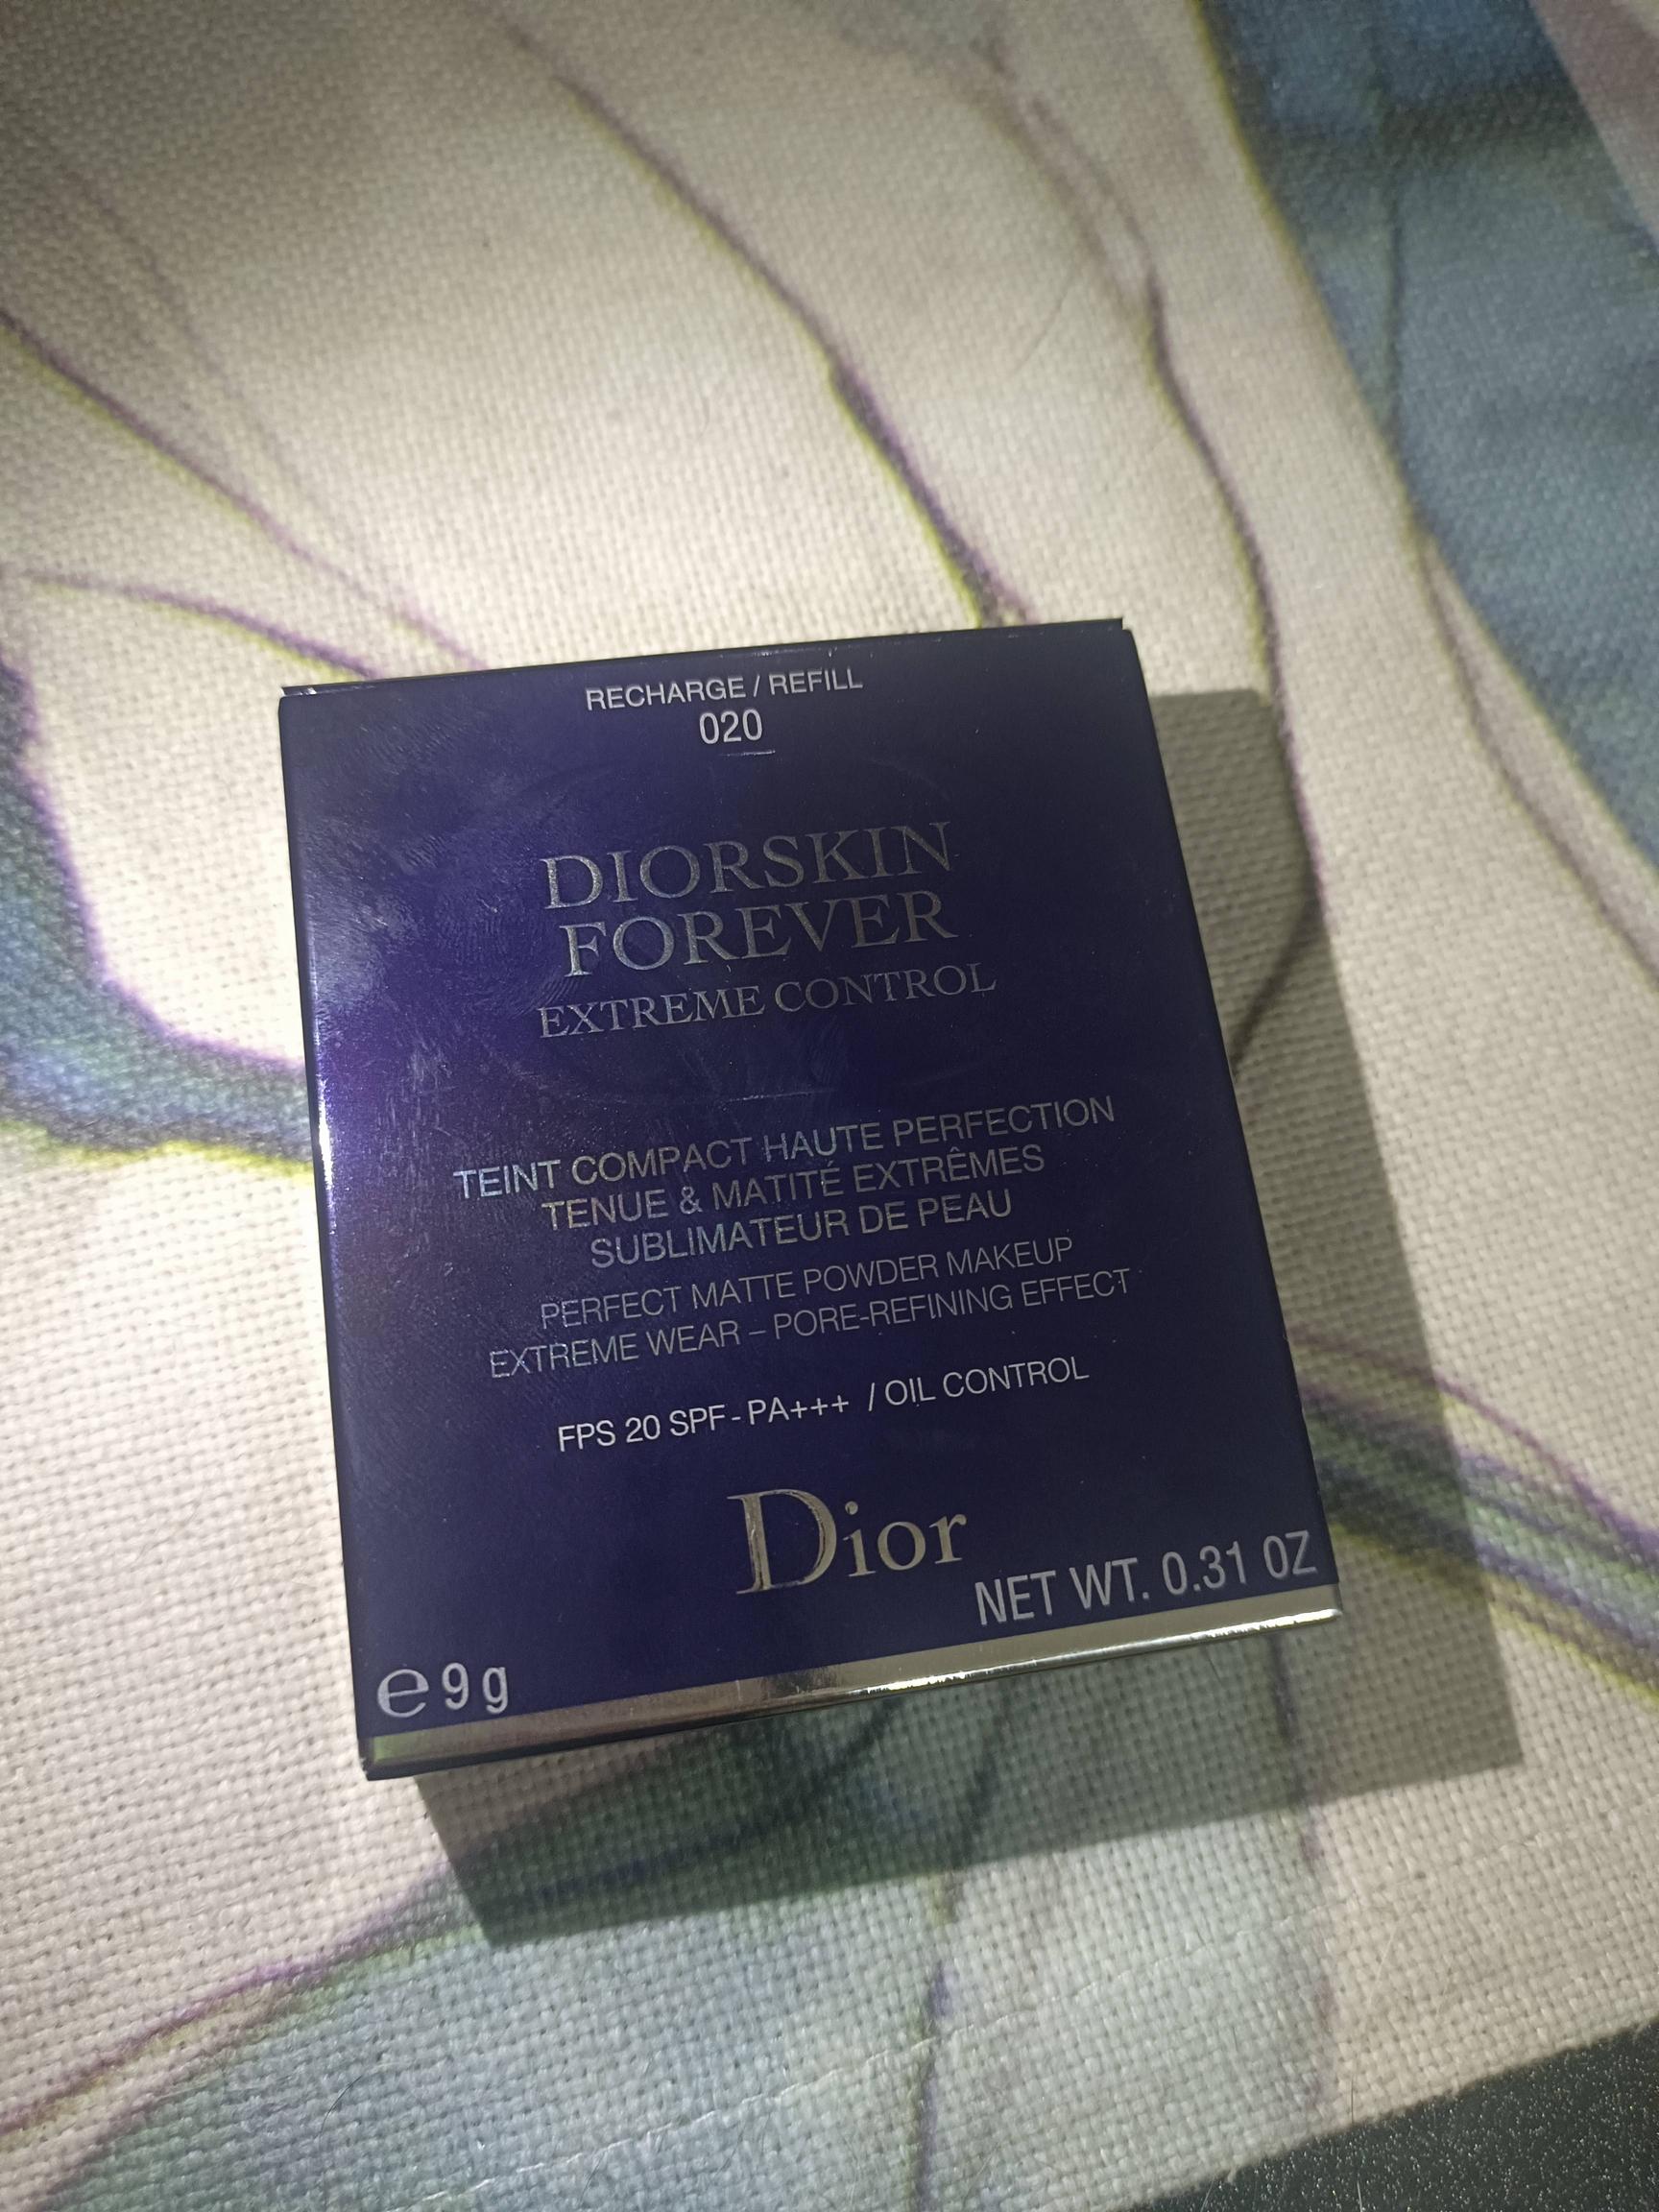 RECHARGE / REFILL
020
DIORSKIN
FOREVER
EXTREME CONTROL
TEINT COMPACT HAUTE PERFECTION
TENUE & MATITÉ EXTRÊMES
SUBLIMATEUR DE PEAU
PERFECT MATTE POWDER MAKEUP
EXTREME WEAR – PORE-REFINING EFFECT
FPS 20 SPF - PA+++ / OIL CONTROL
Dior
NET WT. 0.31 OZ
℮ 9 g